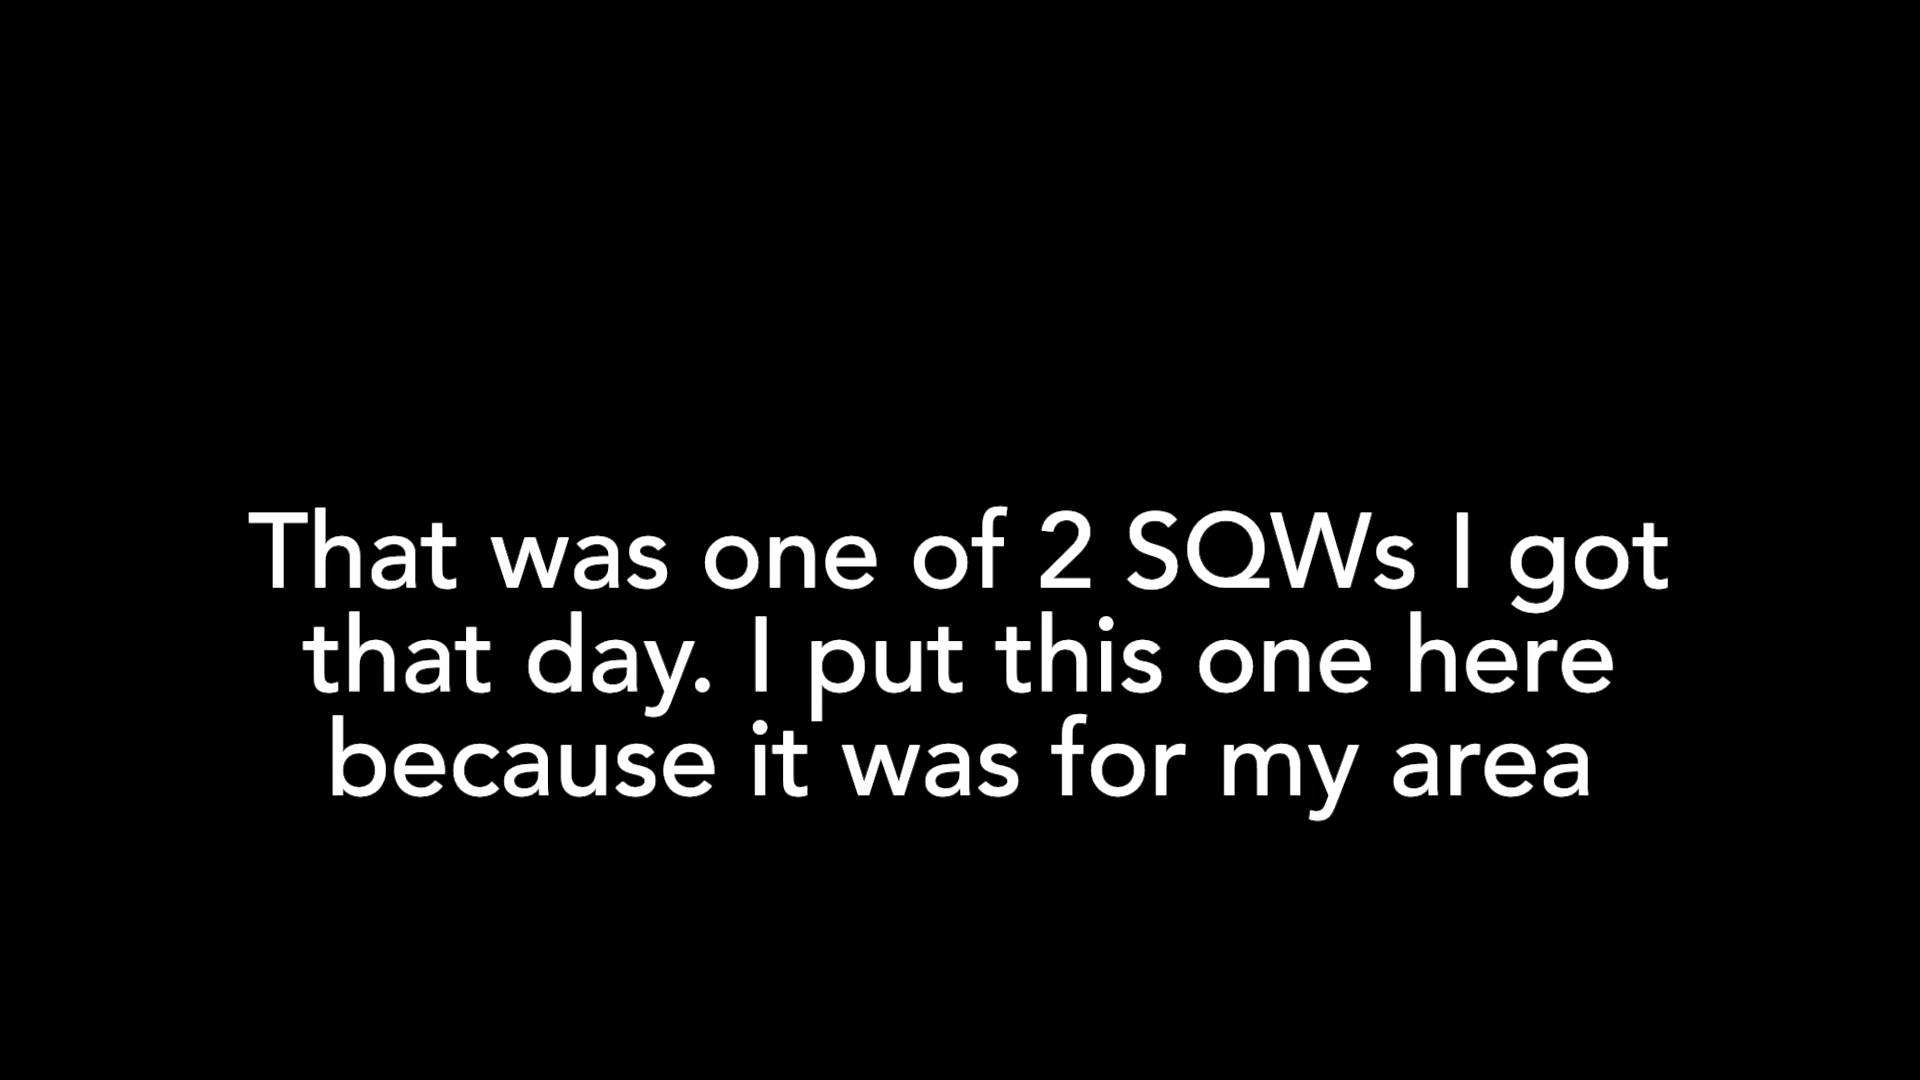 That was one of 2 SQWs I got
that day. I put this one here
because it was for my area